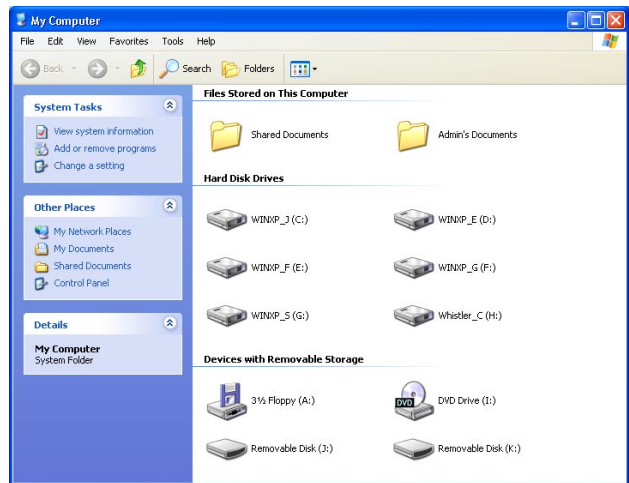 My Computer
File Edit View Favorites Tools Help
Back Search Folders
System Tasks
View system information
Add or remove programs
Change a setting
Other Places
My Network Places
My Documents
Shared Documents
Control Panel
Details
My Computer
System Folder
Files Stored on This Computer
Shared Documents Admin's Documents
Hard Disk Drives
WINXP_J (C:) WINXP_E (D:)
WINXP_F (E:) WINXP_G (F:)
WINXP_S (G:) Whistler_C (H:)
Devices with Removable Storage
3½ Floppy (A:) DVD Drive (I:)
DVD
Removable Disk (J:) Removable Disk (K:)